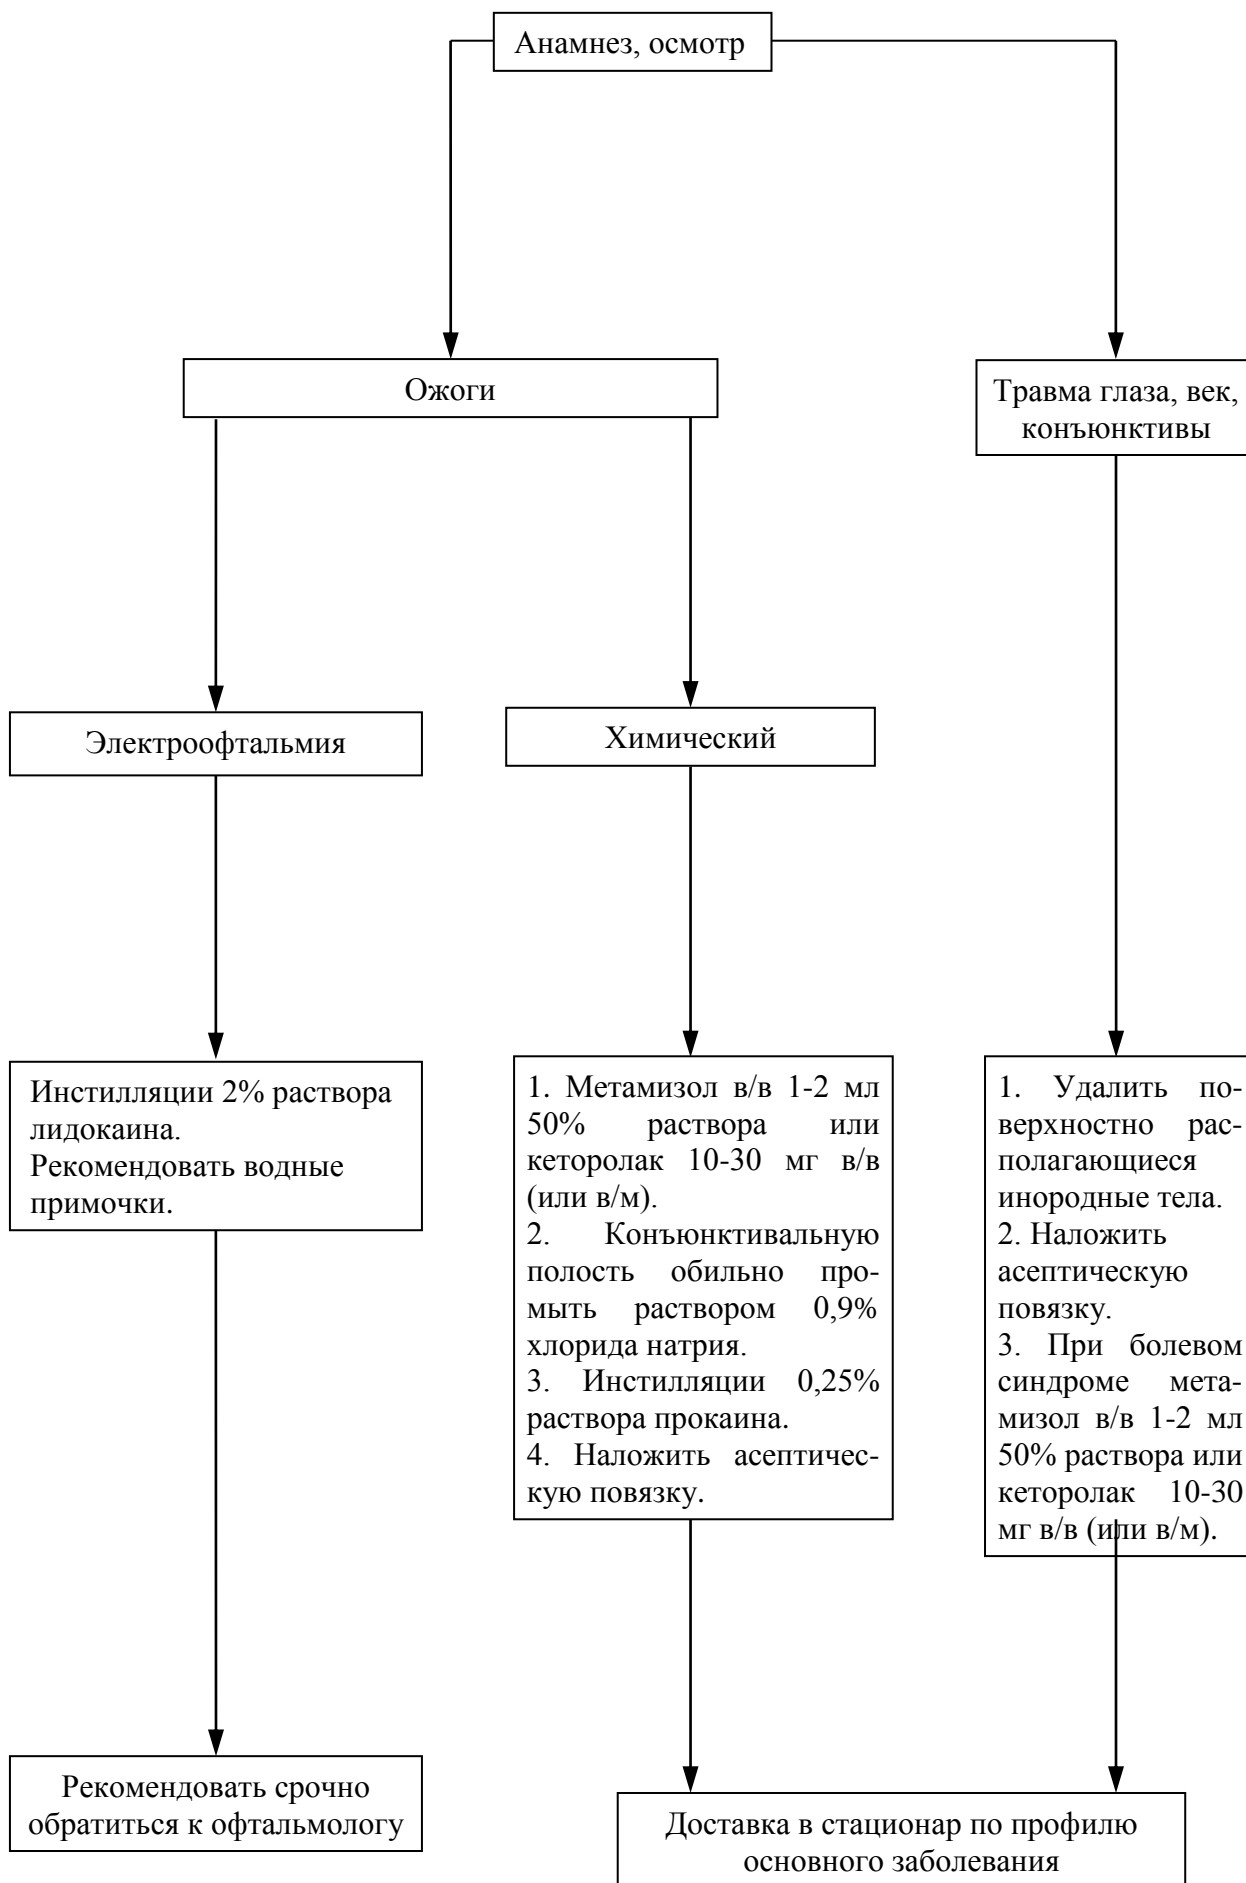 Анамнез, осмотр
Ожоги
Травма глаза, век,
конъюнктивы
Электроофтальмия
Химический
Инстилляции 2% раствора
лидокаина.
Рекомендовать водные
примочки.
1. Метамизол в/в 1-2 мл
50% раствора или
кеторолак 10-30 мг в/в
(или в/м).
2. Конъюнктивальную
полость обильно про-
мыть раствором 0,9%
хлорида натрия.
3. Инстилляции 0,25%
раствора прокаина.
4. Наложить асептичес-
кую повязку.
1. Удалить по-
верхностно рас-
полагающиеся
инородные тела.
2. Наложить
асептическую
повязку.
3. При болевом
синдроме мета-
мизол в/в 1-2 мл
50% раствора или
кеторолак 10-30
мг в/в (или в/м).
Рекомендовать срочно
обратиться к офтальмологу
Доставка в стационар по профилю
основного заболевания